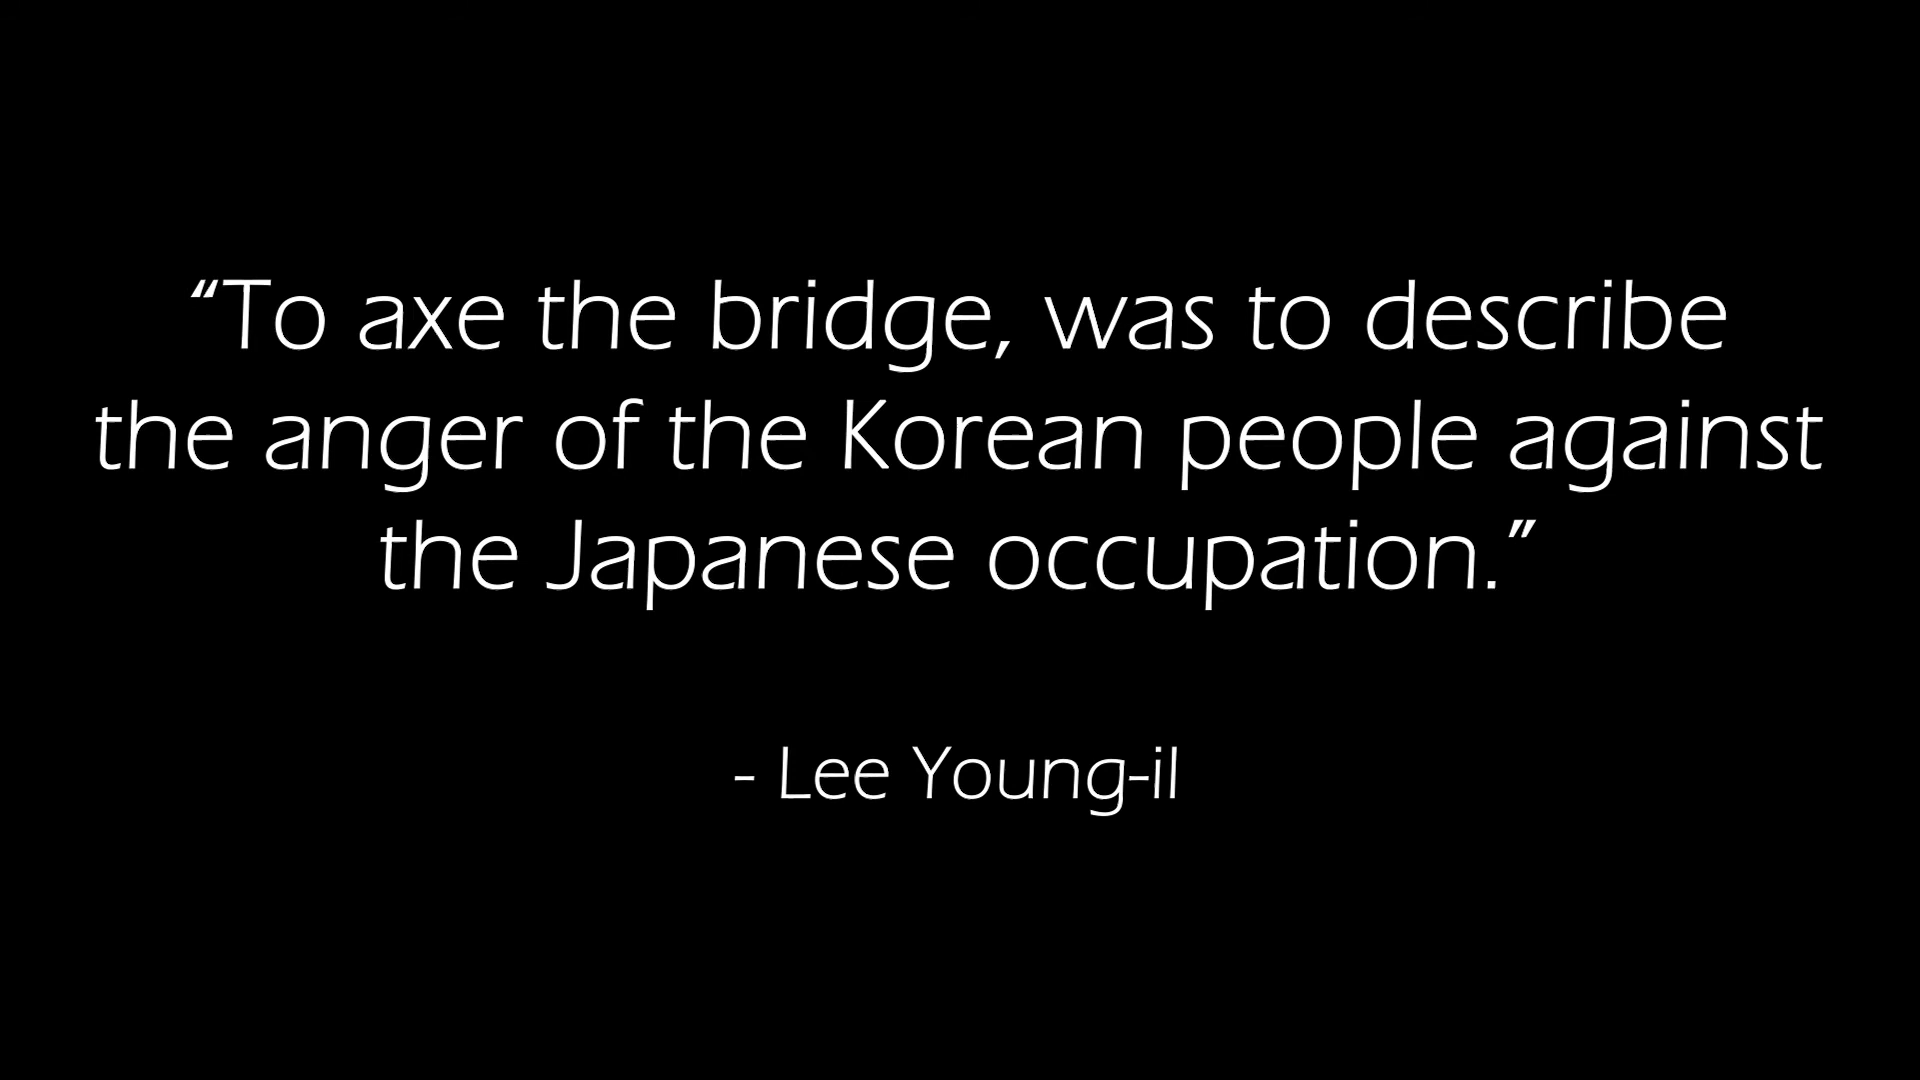 “To axe the bridge, was to describe
the anger of the Korean people against
the Japanese occupation.”
- Lee Young-il